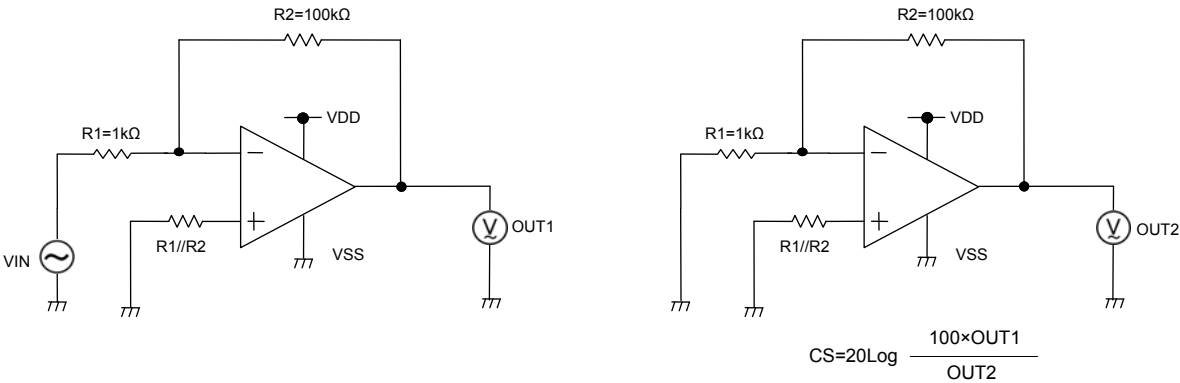 R2=100kΩ
VDD
R1=1kΩ
−
+
R1//R2
VSS
VIN
V
OUT1
R2=100kΩ
VDD
R1=1kΩ
−
+
R1//R2
VSS
V
OUT2
CS=20Log
100×OUT1
OUT2